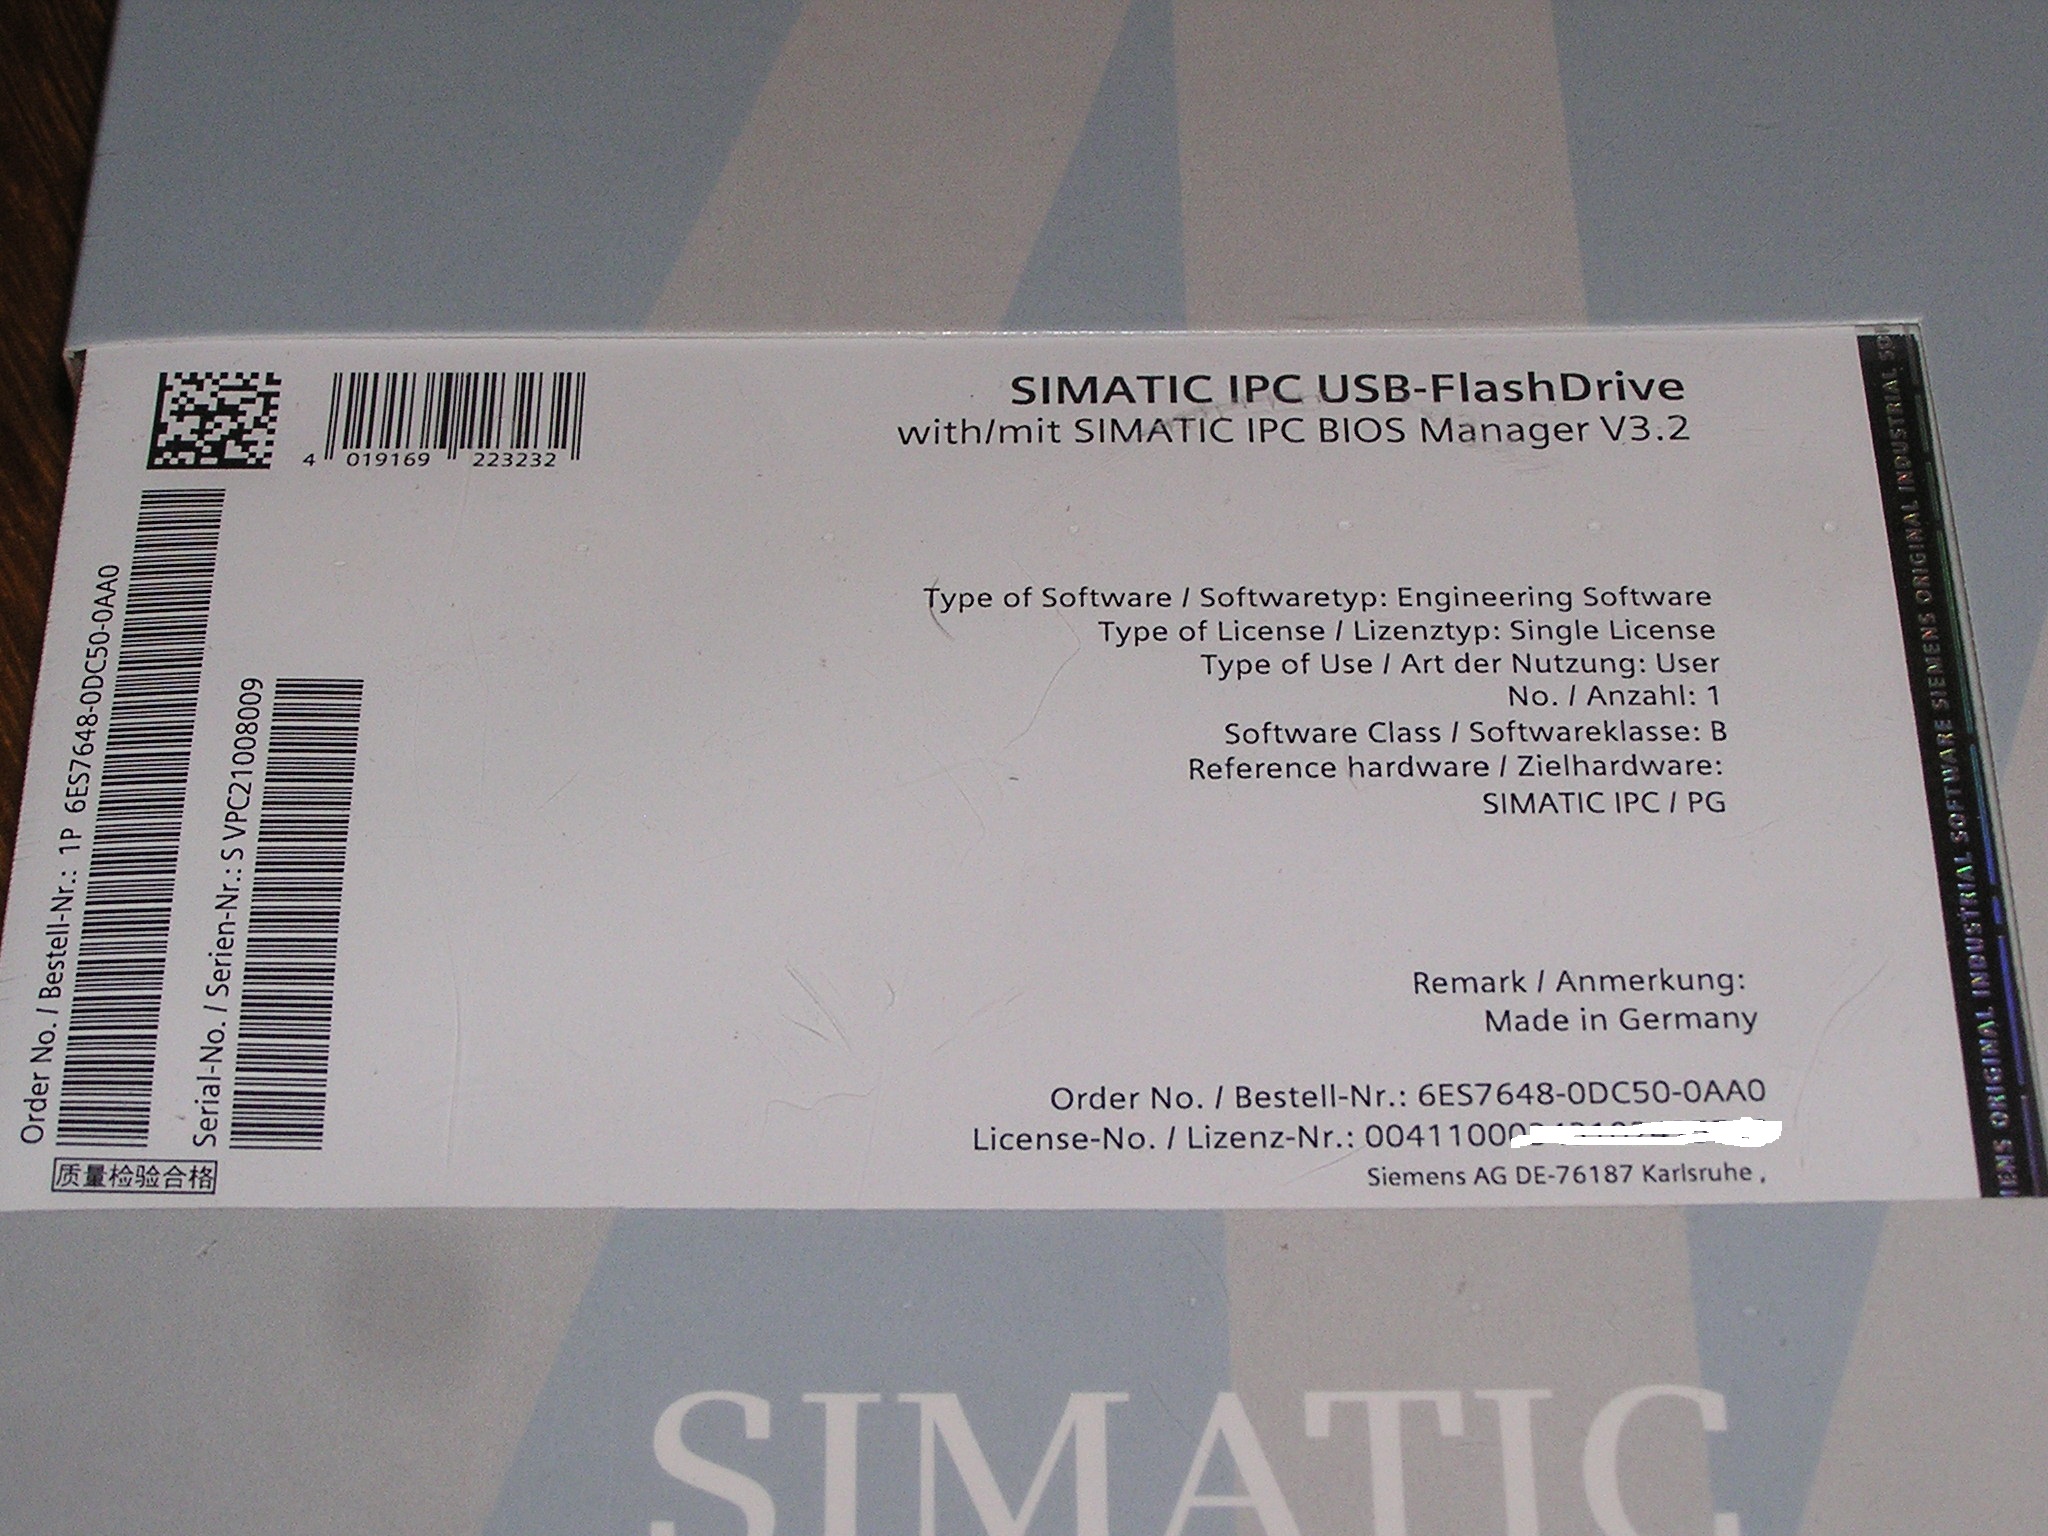 4 019169 223232
SIMATIC IPC USB-FlashDrive
with/mit SIMATIC IPC BIOS Manager V3.2
Order No. / Bestell-Nr.: 1P 6ES7648-0DC50-0AA0
Serial-No. / Serien-Nr.: S VPC21008009
质量检验合格
Type of Software / Softwaretyp: Engineering Software
Type of License / Lizenztyp: Single License
Type of Use / Art der Nutzung: User
No. / Anzahl: 1
Software Class / Softwareklasse: B
Reference hardware / Zielhardware:
SIMATIC IPC / PG
Remark / Anmerkung:
Made in Germany
Order No. / Bestell-Nr.: 6ES7648-0DC50-0AA0
License-No. / Lizenz-Nr.:
Siemens AG DE-76187 Karlsruhe ,
ORIGINAL INDUSTRIAL SOFTWARE SIEMENS ORIGINAL INDUSTRIAL
SIMATIC